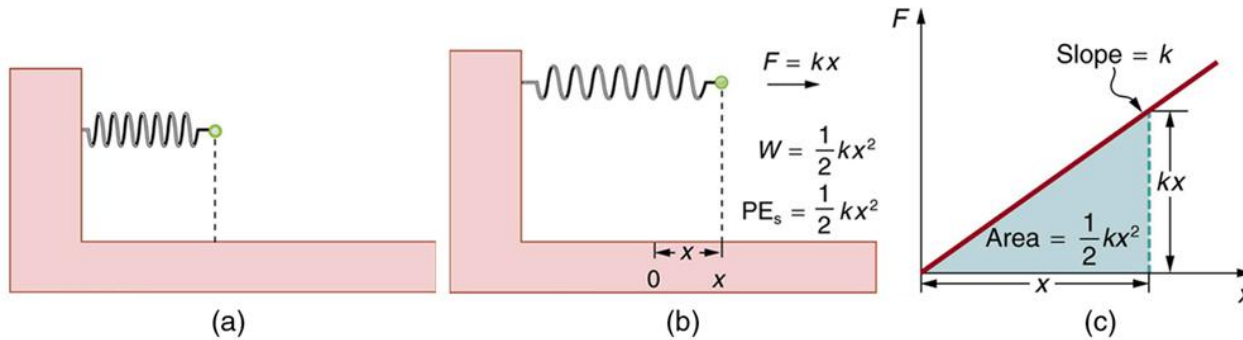 (a)
F = kx
W = 1/2 kx²
PEₛ = 1/2 kx²
x
0 x
(b)
F
Slope = k
kx
Area = 1/2 kx²
x
x
(c)